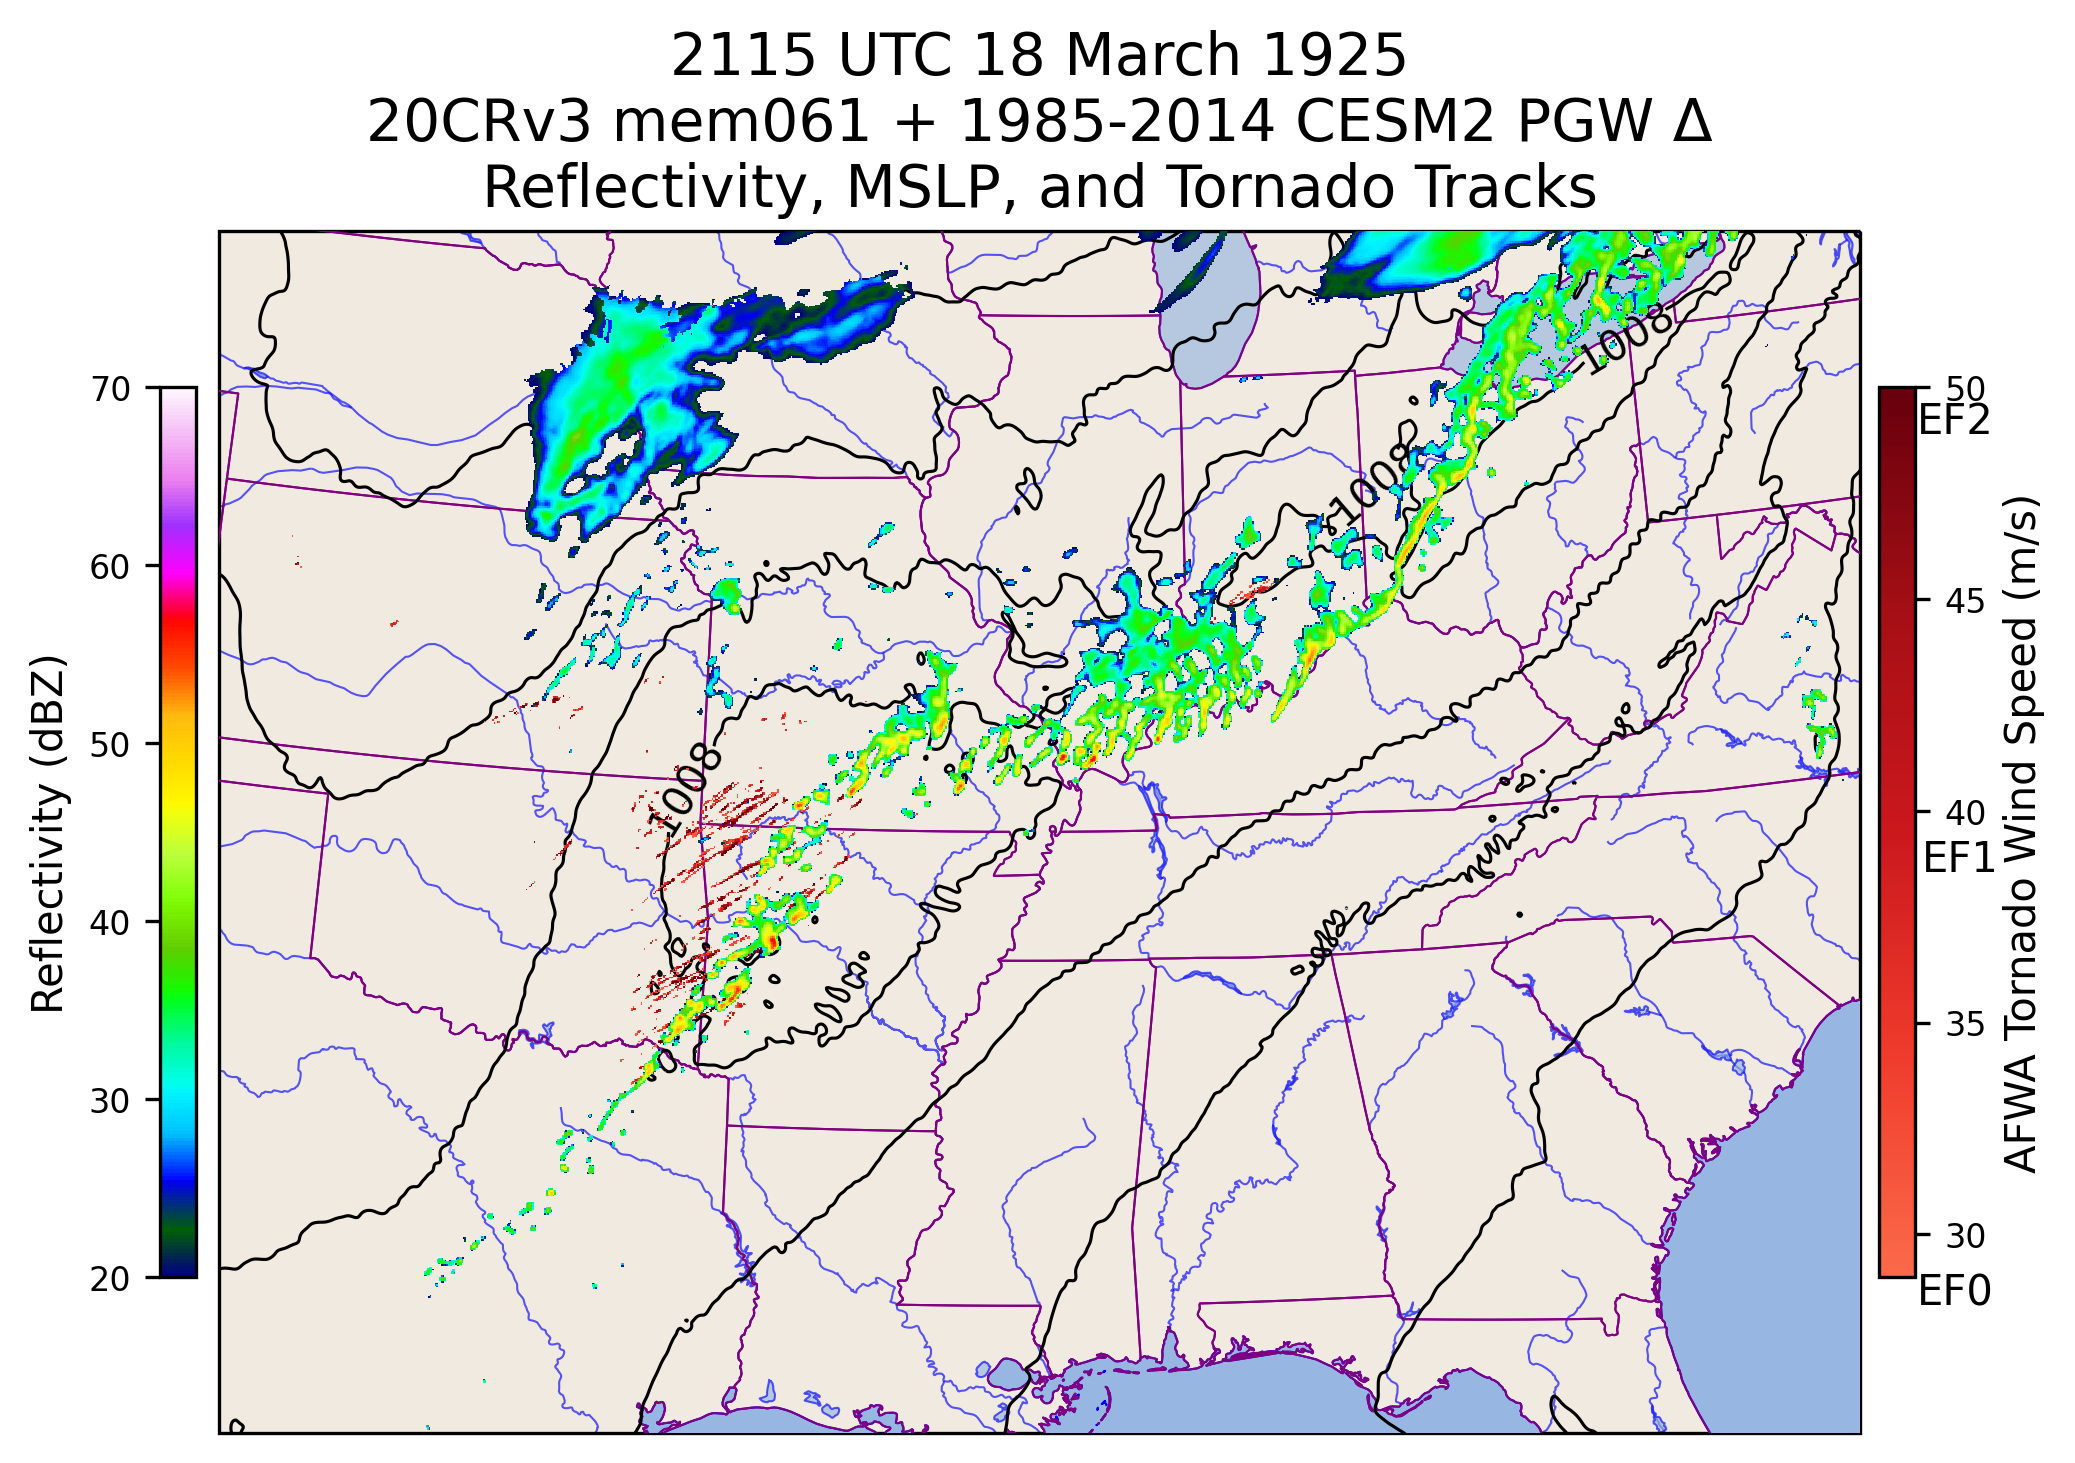 2115 UTC 18 March 1925
20CRv3 mem061 + 1985-2014 CESM2 PGW Δ
Reflectivity, MSLP, and Tornado Tracks
70
60
50
40
30
20
Reflectivity (dBZ)
1008
1008
1008
50
EF2
45
40
EF1
35
30
EF0
AFWA Tornado Wind Speed (m/s)